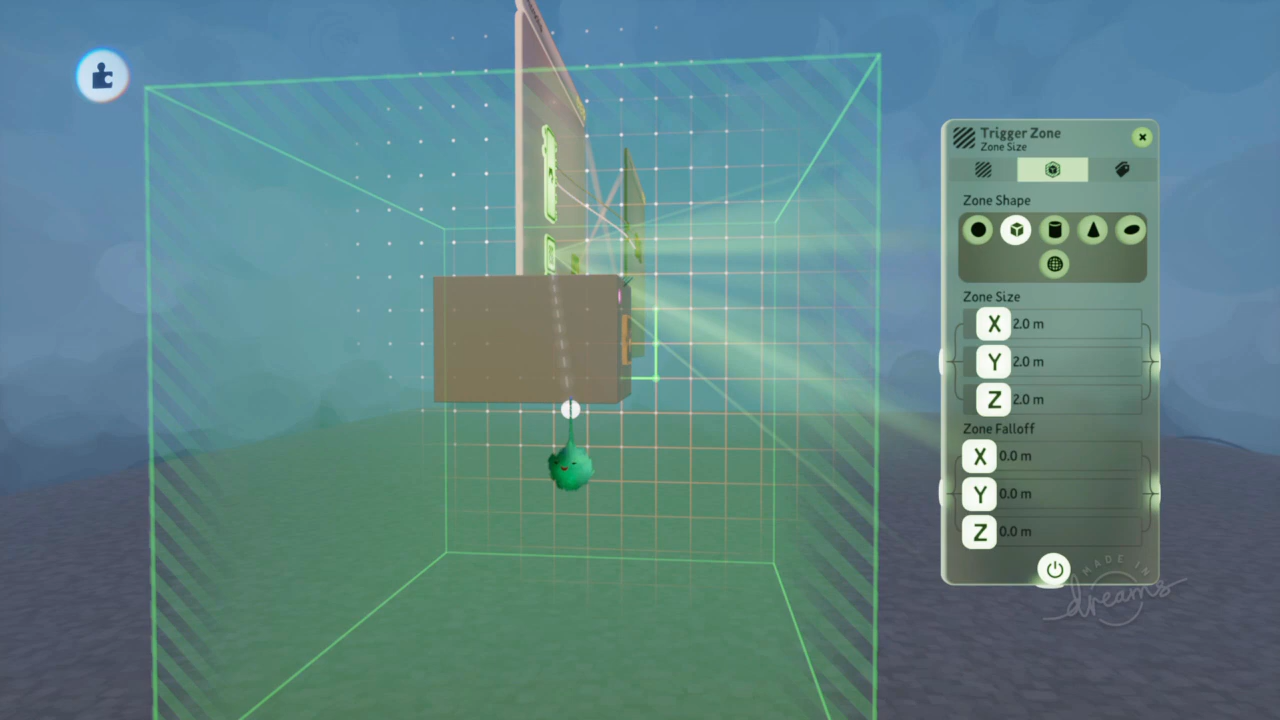 Trigger Zone
Zone Size
Zone Shape
Zone Size
X 2.0 m
Y 2.0 m
Z 2.0 m
Zone Falloff
X 0.0 m
Y 0.0 m
Z 0.0 m
MADE IN
dreams